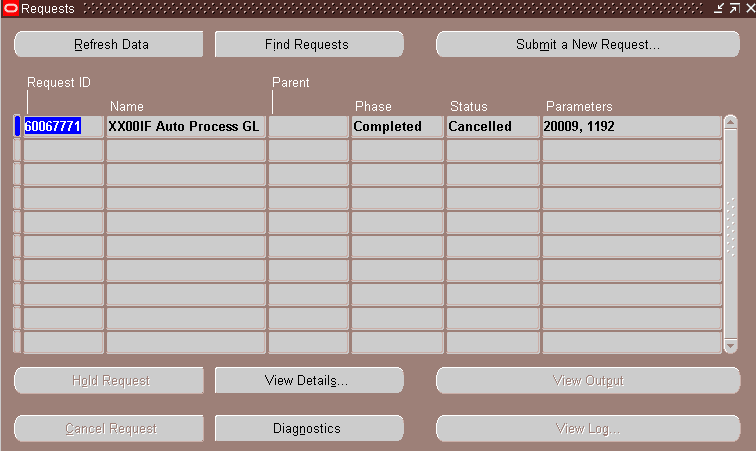 Requests
Refresh Data Find Requests Submit a New Request...
Request ID Parent
Name Phase Status Parameters
60067771 XX00IF Auto Process GL Completed Cancelled 20009, 1192
Hold Request View Details... View Output
Cancel Request Diagnostics View Log...